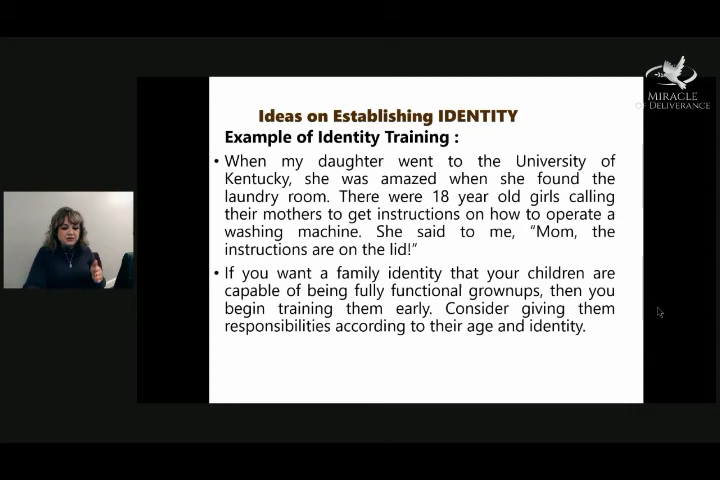 MIRACLE
OF DELIVERANCE
Ideas on Establishing IDENTITY
Example of Identity Training :
• When my daughter went to the University of
Kentucky, she was amazed when she found the
laundry room. There were 18 year old girls calling
their mothers to get instructions on how to operate a
washing machine. She said to me, “Mom, the
instructions are on the lid!”
• If you want a family identity that your children are
capable of being fully functional grownups, then you
begin training them early. Consider giving them
responsibilities according to their age and identity.